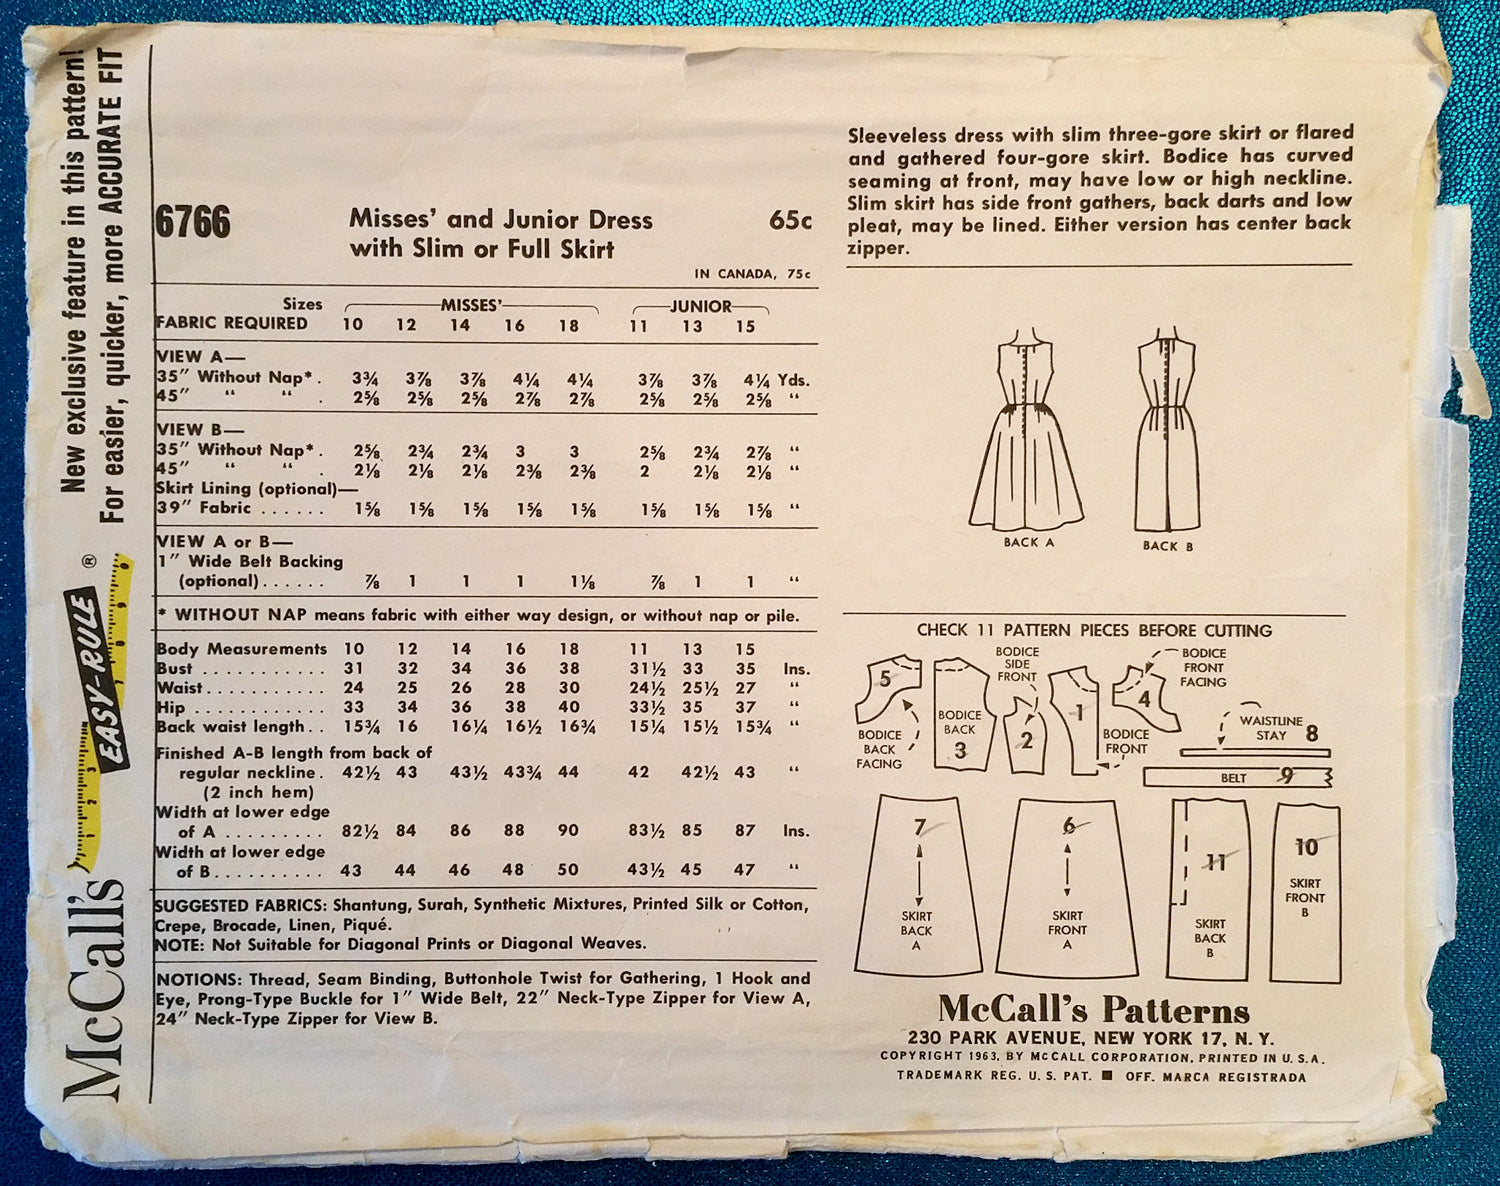 New exclusive feature in this pattern!
For easier, quicker, more ACCURATE FIT
EASY-RULE ®
1 2 3
McCall's
6766 Misses' and Junior Dress 65c
with Slim or Full Skirt
IN CANADA, 75c
Sizes MISSES' JUNIOR
FABRIC REQUIRED 10 12 14 16 18 11 13 15
VIEW A—
35" Without Nap* . 3¾ 3⅞ 3⅞ 4¼ 4¼ 3⅞ 3⅞ 4¼ Yds.
45" " " . 2⅝ 2⅝ 2⅝ 2⅞ 2⅞ 2⅝ 2⅝ 2⅝ "
VIEW B—
35" Without Nap* . 2⅝ 2¾ 2¾ 3 3 2⅝ 2¾ 2⅞ "
45" " " . 2⅛ 2⅛ 2⅛ 2⅜ 2⅜ 2 2⅛ 2⅛ "
Skirt Lining (optional)—
39" Fabric . . . . . . 1⅝ 1⅝ 1⅝ 1⅝ 1⅝ 1⅝ 1⅝ 1⅝ "
VIEW A or B—
1" Wide Belt Backing
(optional) . . . . . . ⅞ 1 1 1 1⅛ ⅞ 1 1 "
* WITHOUT NAP means fabric with either way design, or without nap or pile.
Body Measurements 10 12 14 16 18 11 13 15
Bust . . . . . . . . . . . 31 32 34 36 38 31½ 33 35 Ins.
Waist . . . . . . . . . . . 24 25 26 28 30 24½ 25½ 27 "
Hip . . . . . . . . . . . . 33 34 36 38 40 33½ 35 37 "
Back waist length . . 15¾ 16 16¼ 16½ 16¾ 15¼ 15½ 15¾ "
Finished A-B length from back of
regular neckline . 42½ 43 43½ 43¾ 44 42 42½ 43 "
(2 inch hem)
Width at lower edge
of A . . . . . . . . . 82½ 84 86 88 90 83½ 85 87 Ins.
Width at lower edge
of B . . . . . . . . . . 43 44 46 48 50 43½ 45 47 "
SUGGESTED FABRICS: Shantung, Surah, Synthetic Mixtures, Printed Silk or Cotton,
Crepe, Brocade, Linen, Piqué.
NOTE: Not Suitable for Diagonal Prints or Diagonal Weaves.
NOTIONS: Thread, Seam Binding, Buttonhole Twist for Gathering, 1 Hook and
Eye, Prong-Type Buckle for 1" Wide Belt, 22" Neck-Type Zipper for View A,
24" Neck-Type Zipper for View B.
Sleeveless dress with slim three-gore skirt or flared
and gathered four-gore skirt. Bodice has curved
seaming at front, may have low or high neckline.
Slim skirt has side front gathers, back darts and low
pleat, may be lined. Either version has center back
zipper.
BACK A BACK B
CHECK 11 PATTERN PIECES BEFORE CUTTING
5
BODICE
BACK
FACING
BODICE
BACK
3
BODICE
SIDE
FRONT
2
1
BODICE
FRONT
BODICE
FRONT
FACING
4
WAISTLINE
STAY 8
BELT 9
7
SKIRT
BACK
A
6
SKIRT
FRONT
A
11
SKIRT
BACK
B
10
SKIRT
FRONT
B
McCall's Patterns
230 PARK AVENUE, NEW YORK 17, N. Y.
COPYRIGHT 1963, BY McCALL CORPORATION, PRINTED IN U. S. A.
TRADEMARK REG. U. S. PAT. ■ OFF. MARCA REGISTRADA